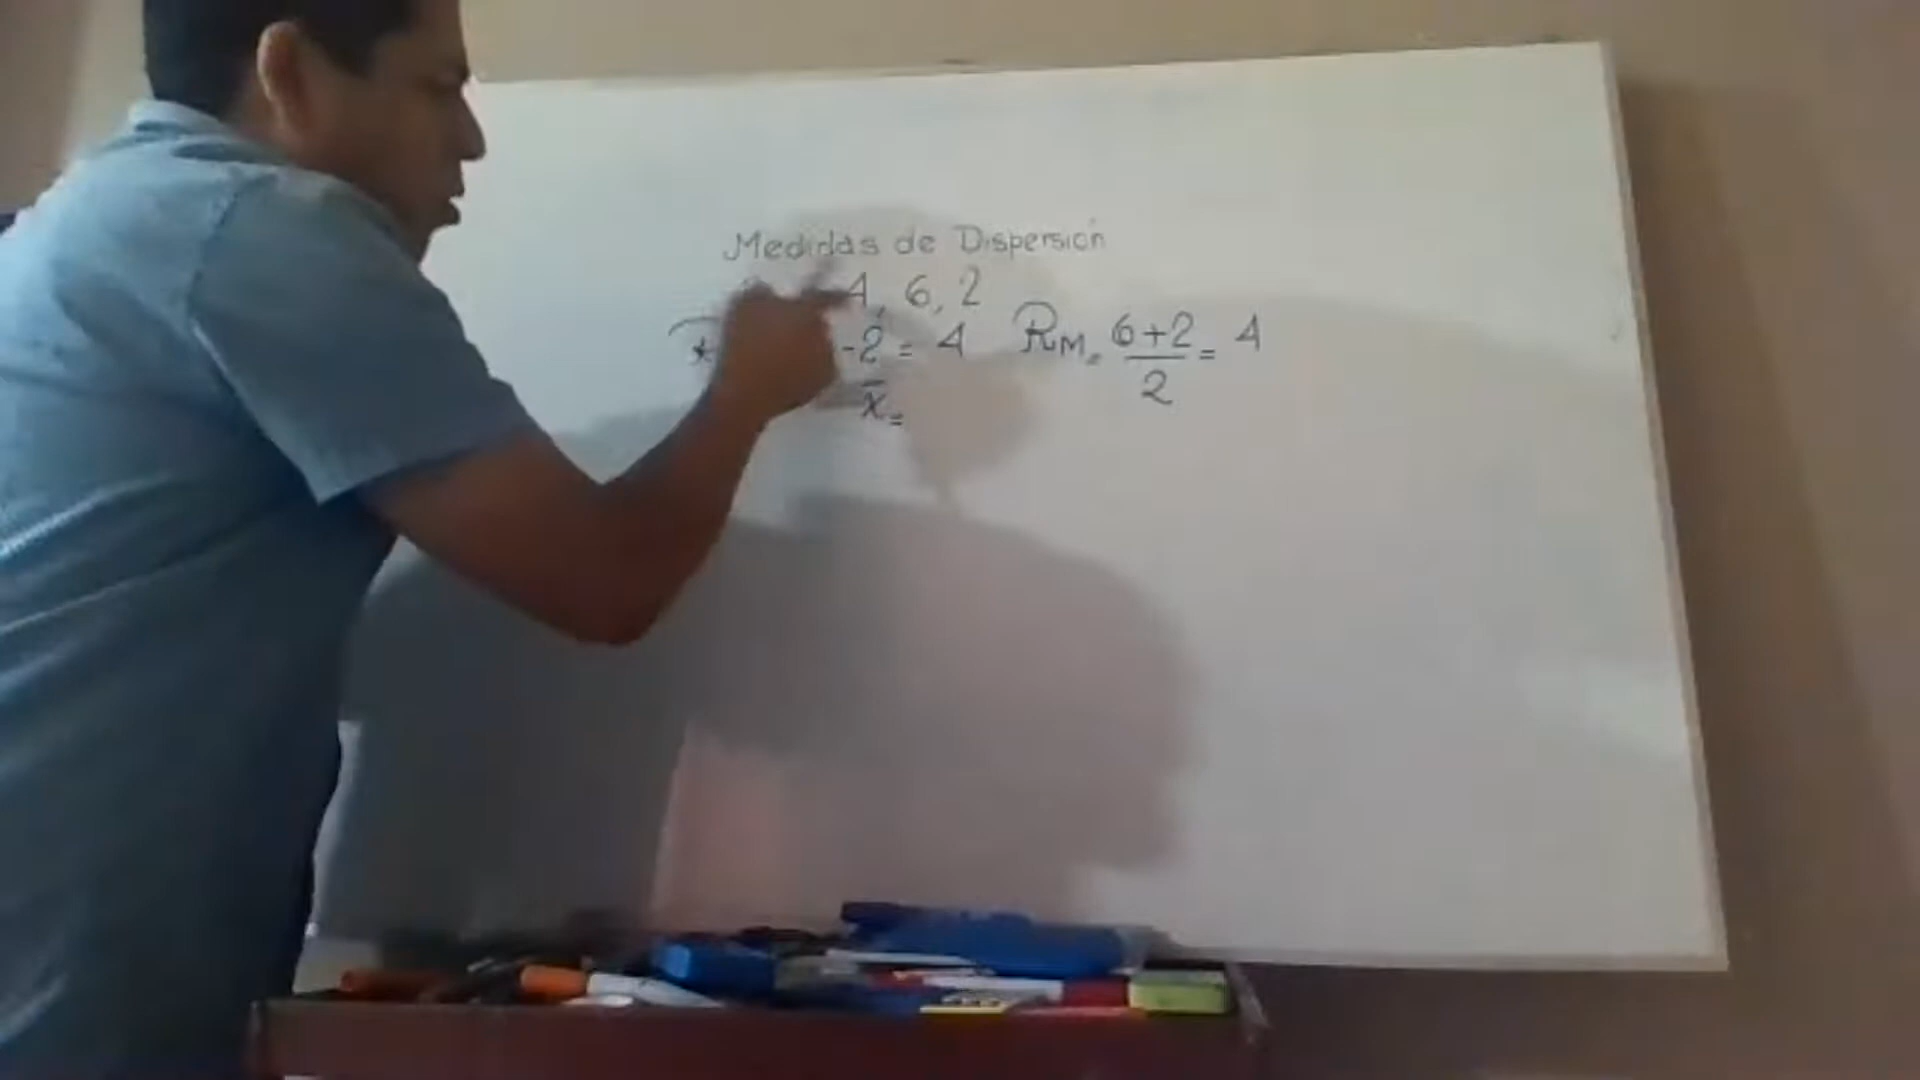 Medidas de Dispersión
4, 6, 2
-2 = 4 RM = 6+2/2 = 4
x̄ =